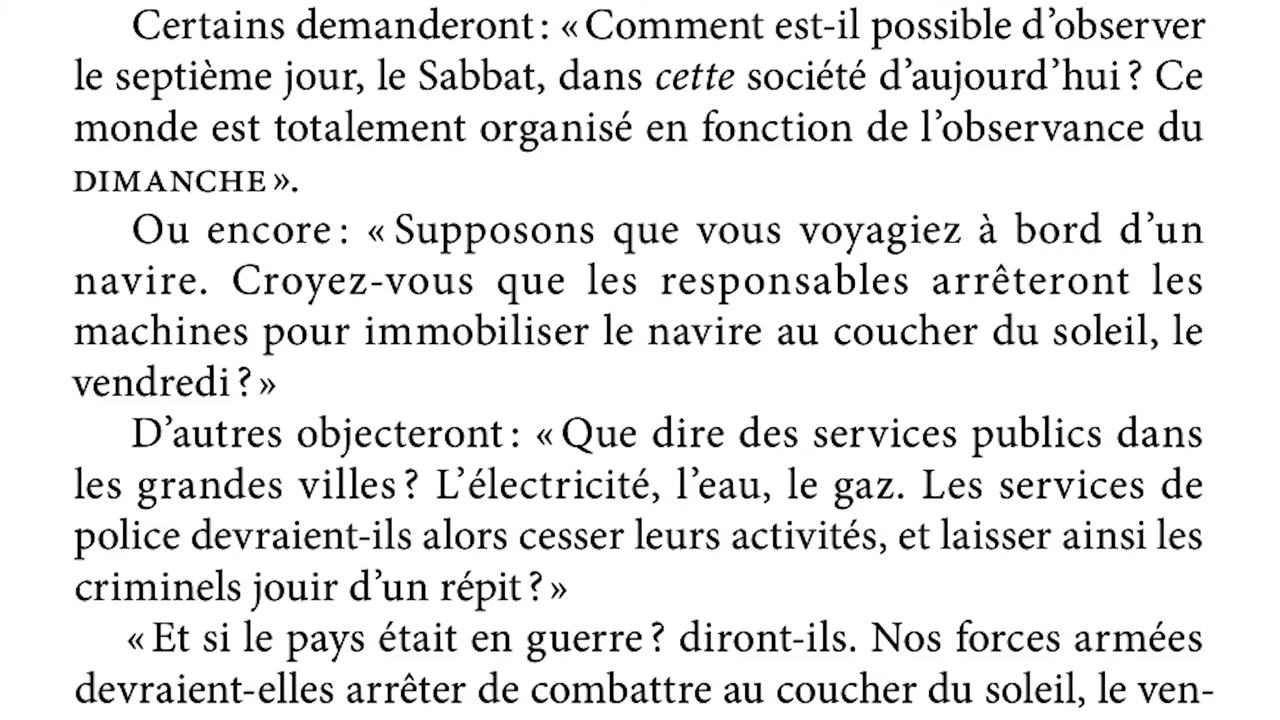 Certains demanderont : « Comment est-il possible d’observer
le septième jour, le Sabbat, dans cette société d’aujourd’hui ? Ce
monde est totalement organisé en fonction de l’observance du
DIMANCHE ».
Ou encore : « Supposons que vous voyagiez à bord d’un
navire. Croyez-vous que les responsables arrêteront les
machines pour immobiliser le navire au coucher du soleil, le
vendredi ? »
D’autres objecteront : « Que dire des services publics dans
les grandes villes ? L’électricité, l’eau, le gaz. Les services de
police devraient-ils alors cesser leurs activités, et laisser ainsi les
criminels jouir d’un répit ? »
« Et si le pays était en guerre ? diront-ils. Nos forces armées
devraient-elles arrêter de combattre au coucher du soleil, le ven-